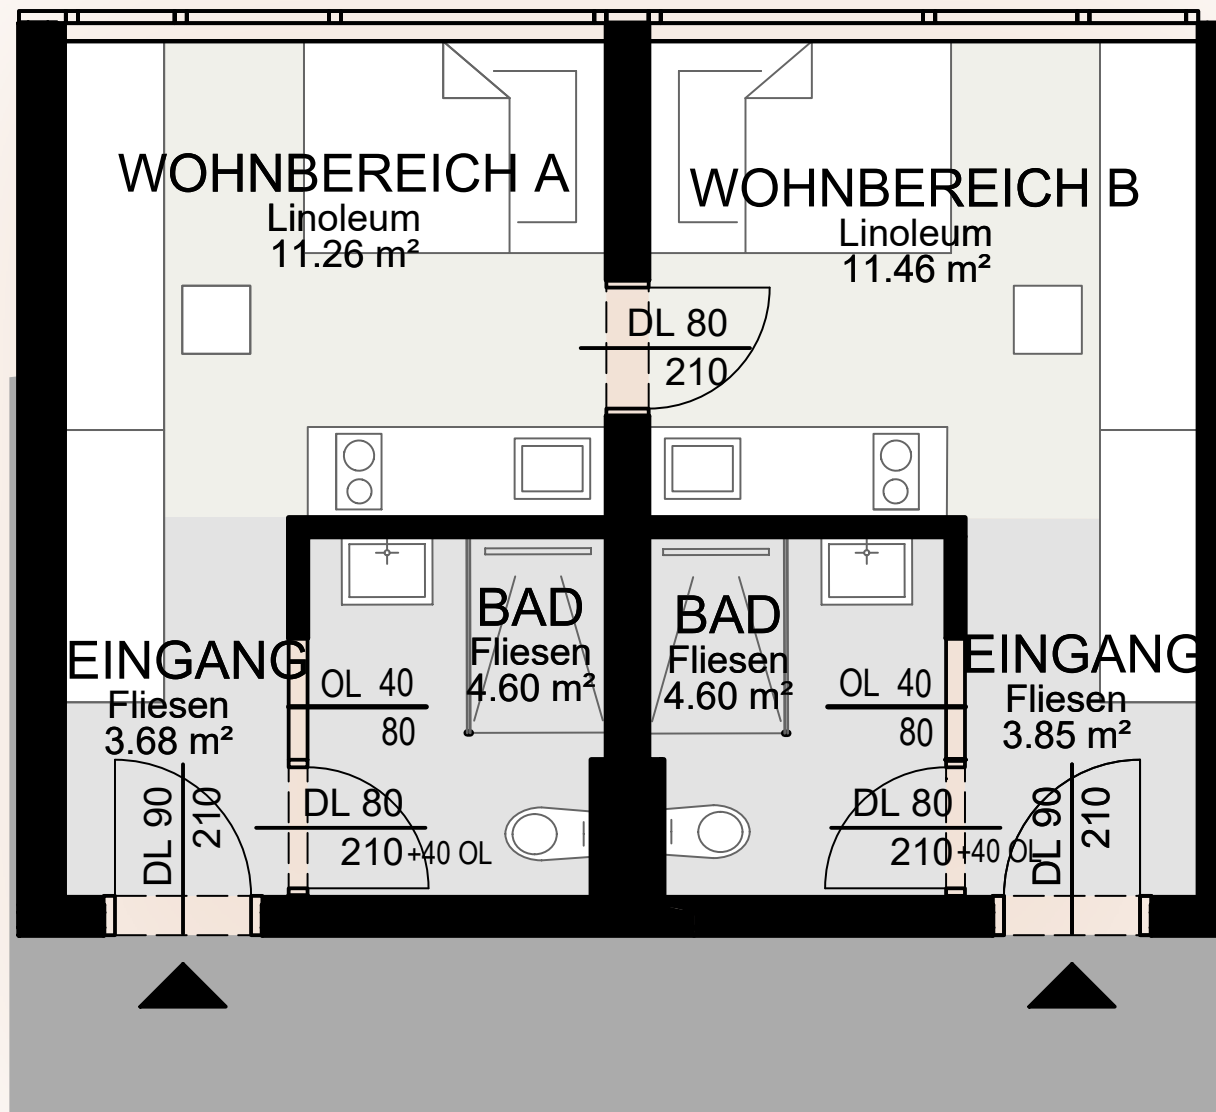 WOHNBEREICH A
Linoleum
11.26 m²
WOHNBEREICH B
Linoleum
11.46 m²
DL 80
210
EINGANG
Fliesen
3.68 m²
OL 40
80
BAD
Fliesen
4.60 m²
BAD
Fliesen
4.60 m²
OL 40
80
EINGANG
Fliesen
3.85 m²
DL 90
210
DL 80
210 +40 OL
DL 80
210 +40 OL
DL 90
210